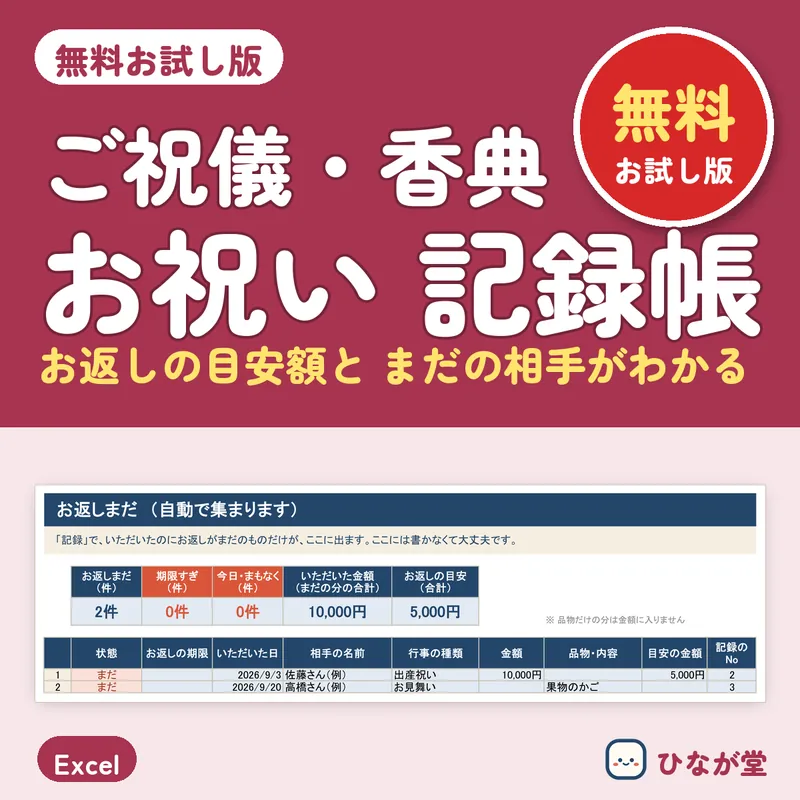 無料お試し版
無料
お試し版
ご祝儀・香典
お祝い 記録帳
お返しの目安額と まだの相手がわかる
お返しまだ （自動で集まります）
「記録」で、いただいたのにお返しがまだのものだけが、ここに出ます。ここには書かなくて大丈夫です。
お返しまだ（件） 期限すぎ（件） 今日・まもなく（件） いただいた金額（まだの分の合計） お返しの目安（合計）
2件 0件 0件 10,000円 5,000円
※ 品物だけの分は金額に入りません
状態 お返しの期限 いただいた日 相手の名前 行事の種類 金額 品物・内容 目安の金額 記録のNo
1 まだ 2026/9/3 佐藤さん（例） 出産祝い 10,000円 5,000円 2
2 まだ 2026/9/20 高橋さん（例） お見舞い 果物のかご 3
Excel
ひなが堂